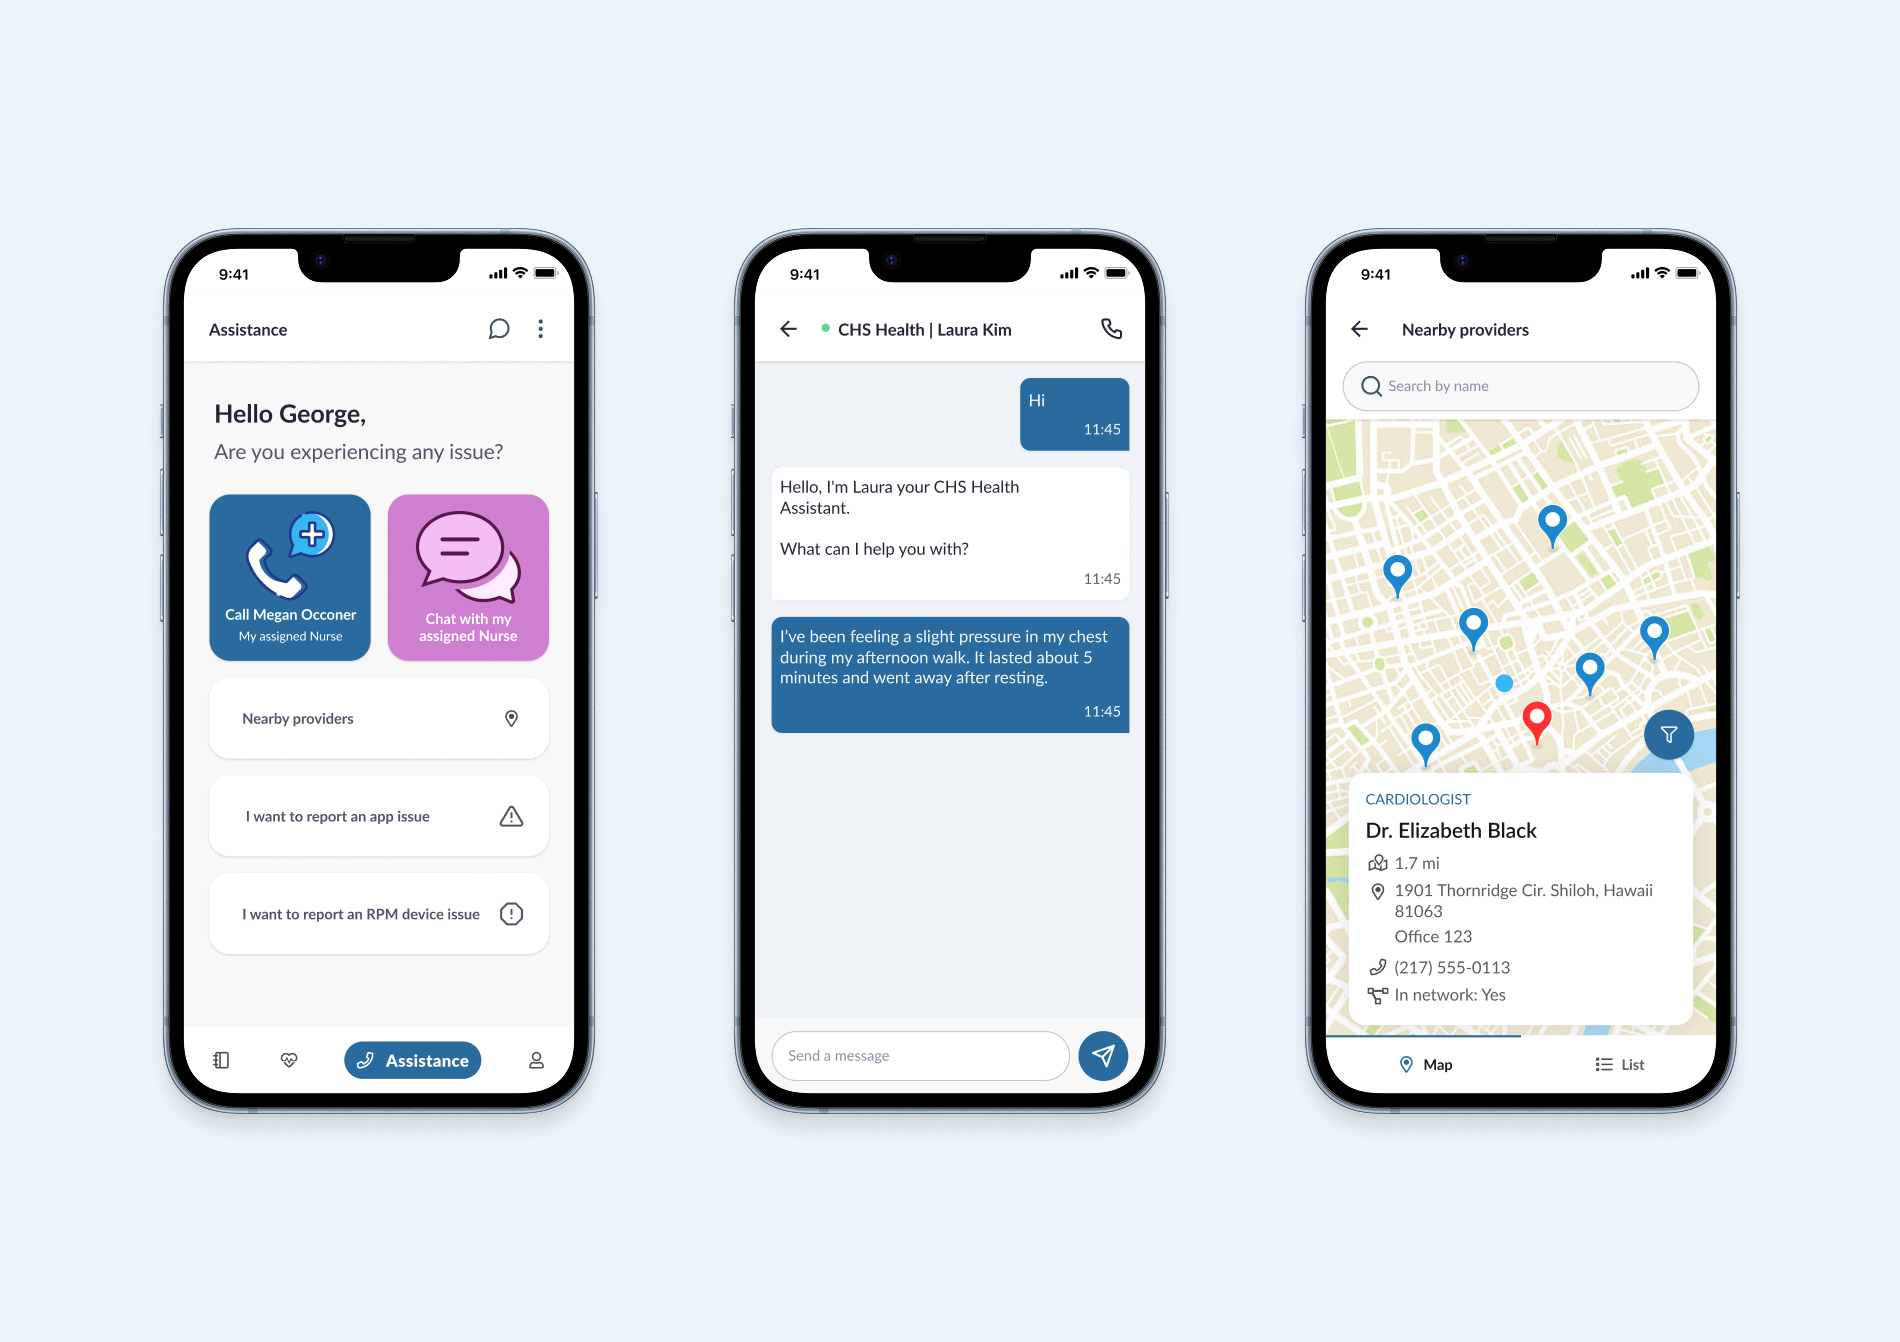 9:41
Assistance
Hello George,
Are you experiencing any issue?
Call Megan Occoner
My assigned Nurse
Chat with my
assigned Nurse
Nearby providers
I want to report an app issue
I want to report an RPM device issue
Assistance
9:41
CHS Health | Laura Kim
Hi
11:45
Hello, I'm Laura your CHS Health
Assistant.
What can I help you with?
11:45
I've been feeling a slight pressure in my chest
during my afternoon walk. It lasted about 5
minutes and went away after resting.
11:45
Send a message
9:41
Nearby providers
Search by name
CARDIOLOGIST
Dr. Elizabeth Black
1.7 mi
1901 Thornridge Cir. Shiloh, Hawaii
81063
Office 123
(217) 555-0113
In network: Yes
Map
List